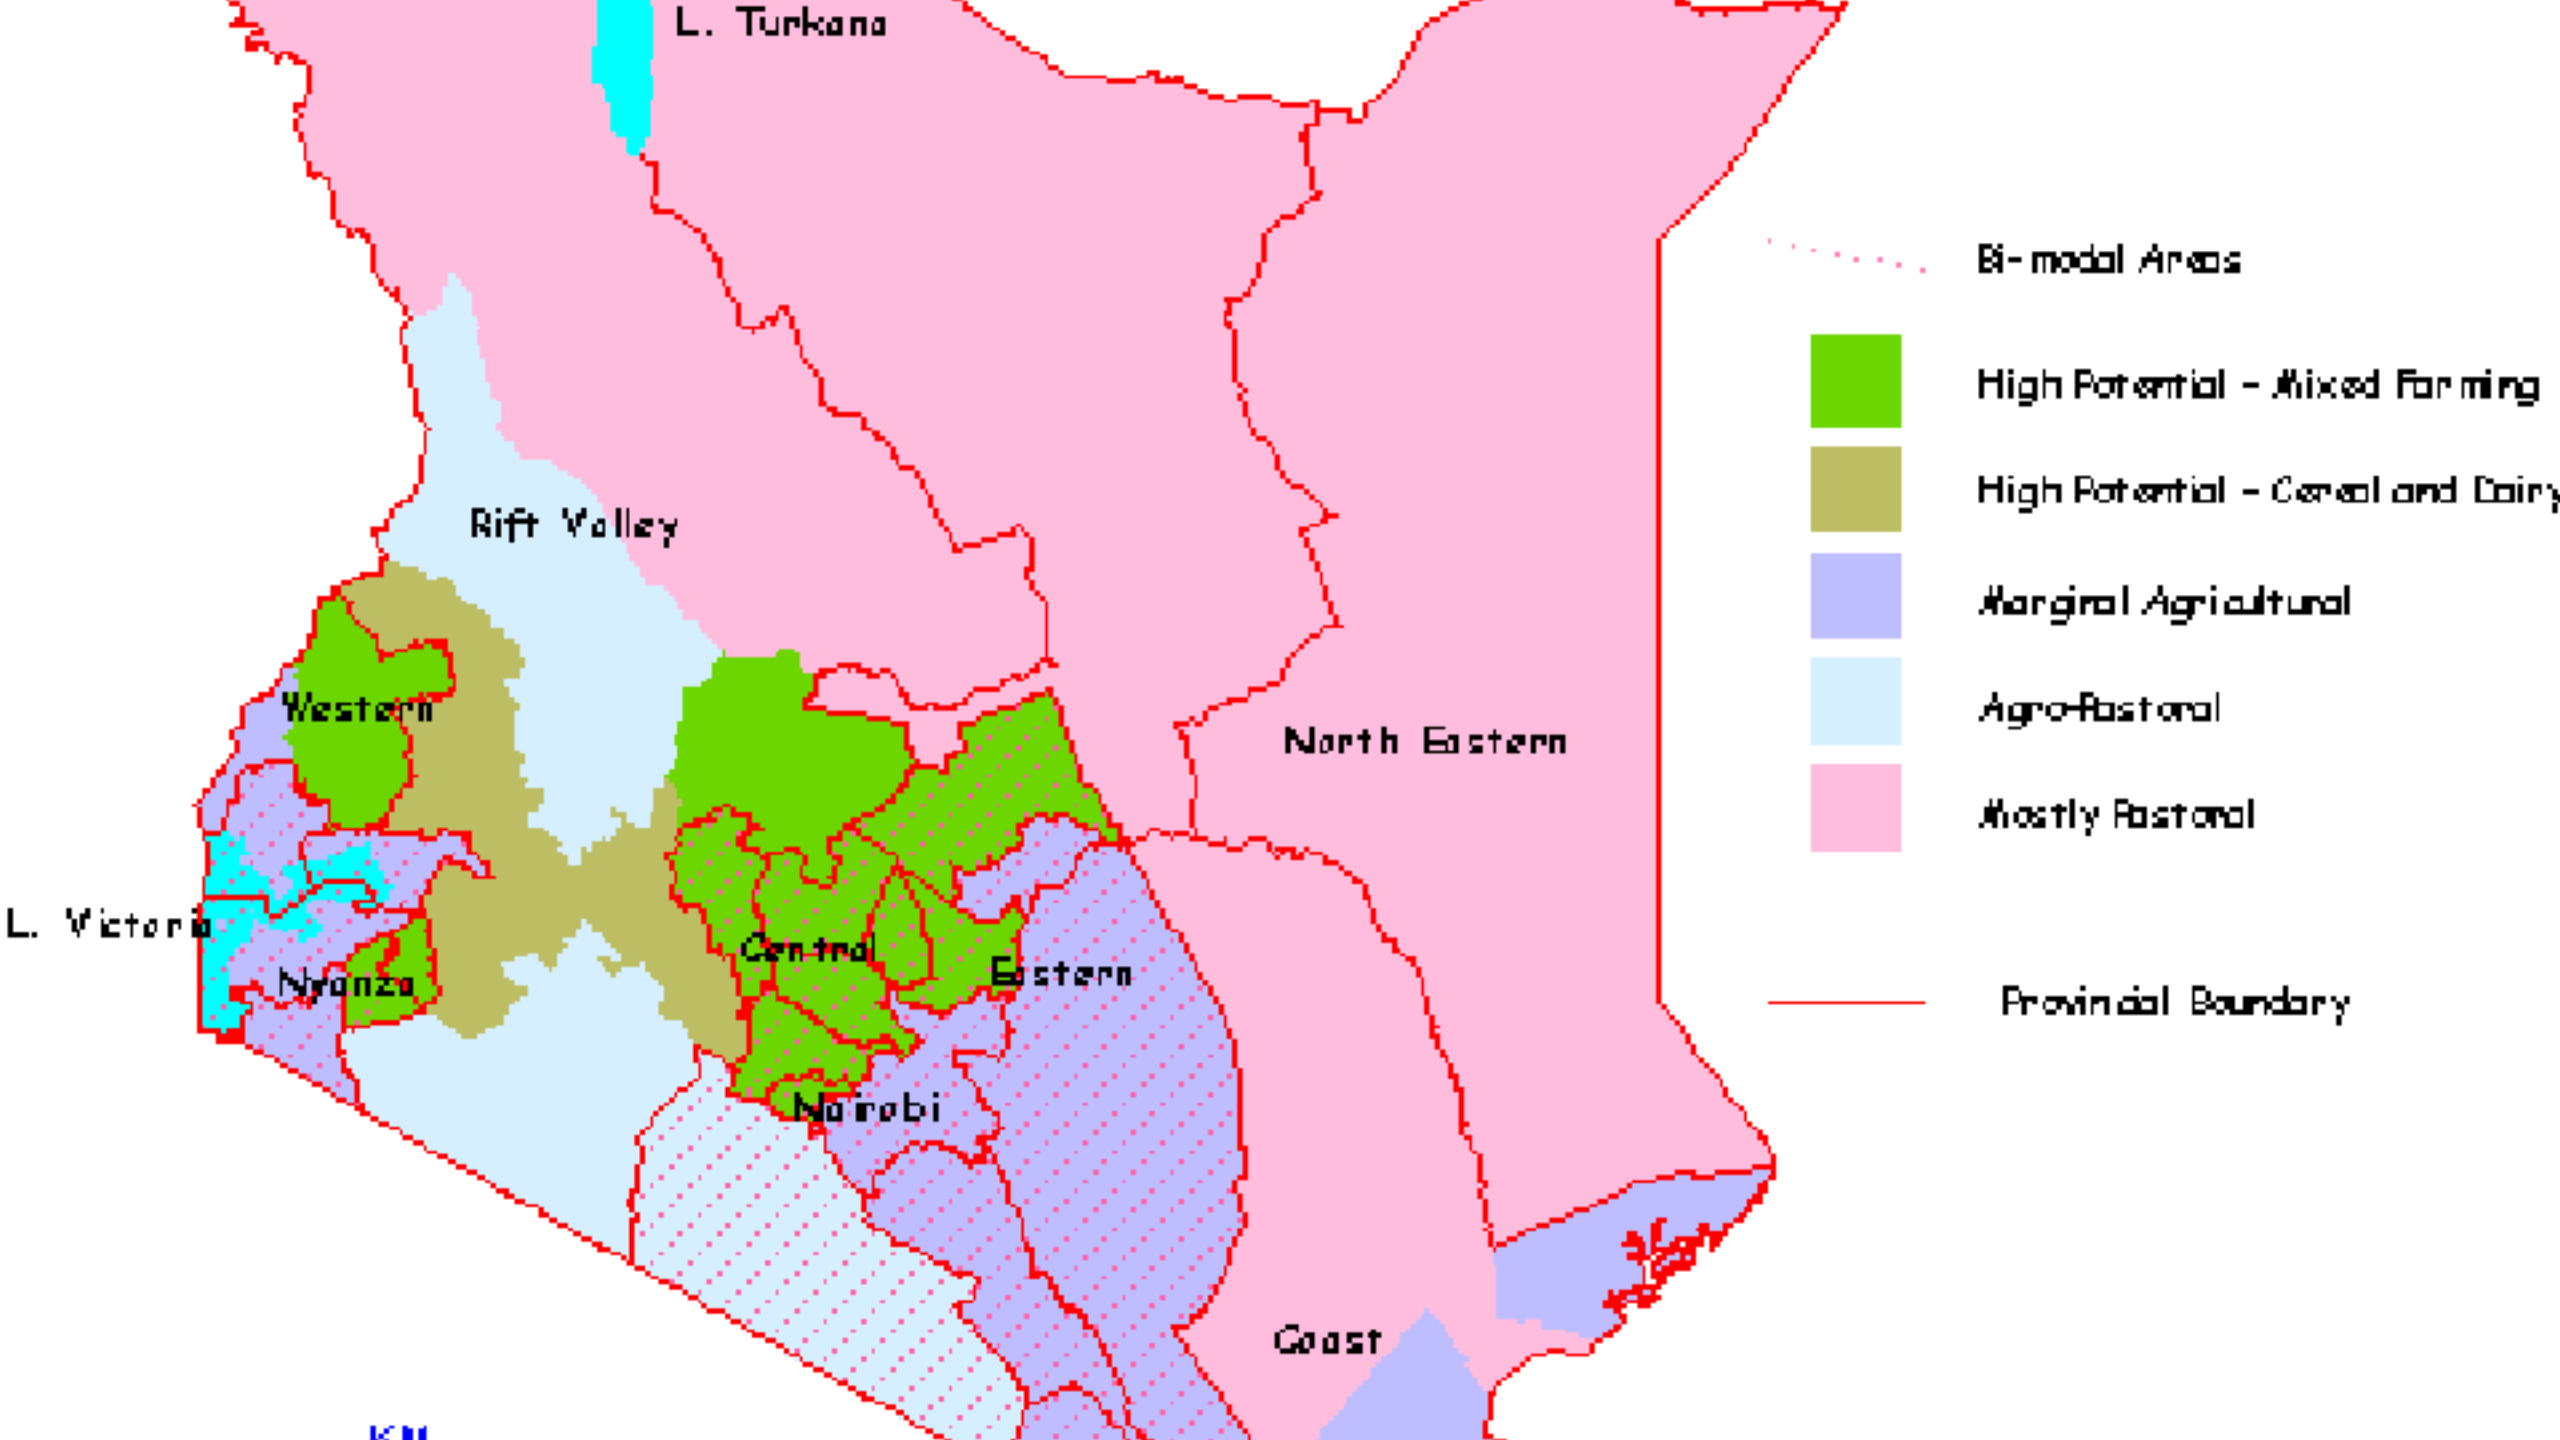 L. Turkana
Bi-modal Areas
High Potential - Mixed Farming
High Potential - Cereal and Dairy
Rift Valley
Marginal Agricultural
Western
Agro-Pastoral
North Eastern
Mostly Pastoral
L. Victoria
Central
Nyanza
Eastern
Provincial Boundary
Nairobi
Coast
KM